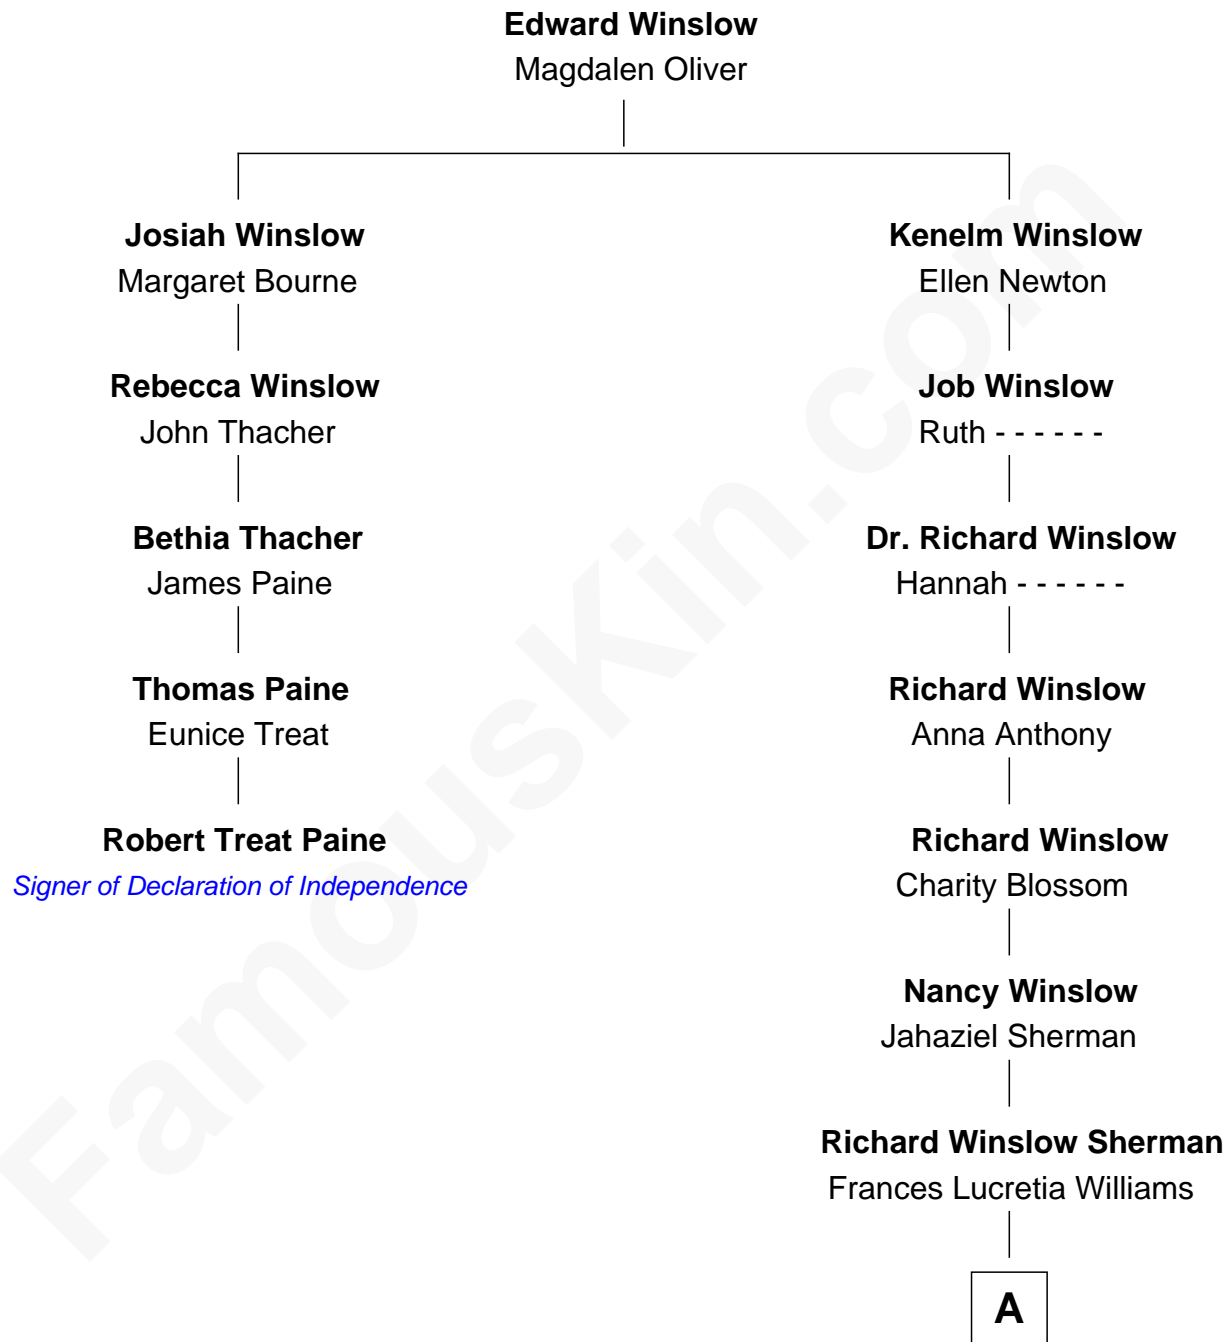 Edward Winslow
Magdalen Oliver
Josiah Winslow
Margaret Bourne
Kenelm Winslow
Ellen Newton
Rebecca Winslow
John Thacher
Job Winslow
Ruth - - - - - -
Bethia Thacher
James Paine
Dr. Richard Winslow
Hannah - - - - - -
Thomas Paine
Eunice Treat
Richard Winslow
Anna Anthony
Robert Treat Paine
Signer of Declaration of Independence
Richard Winslow
Charity Blossom
Nancy Winslow
Jahaziel Sherman
Richard Winslow Sherman
Frances Lucretia Williams
A
FamousKin.com